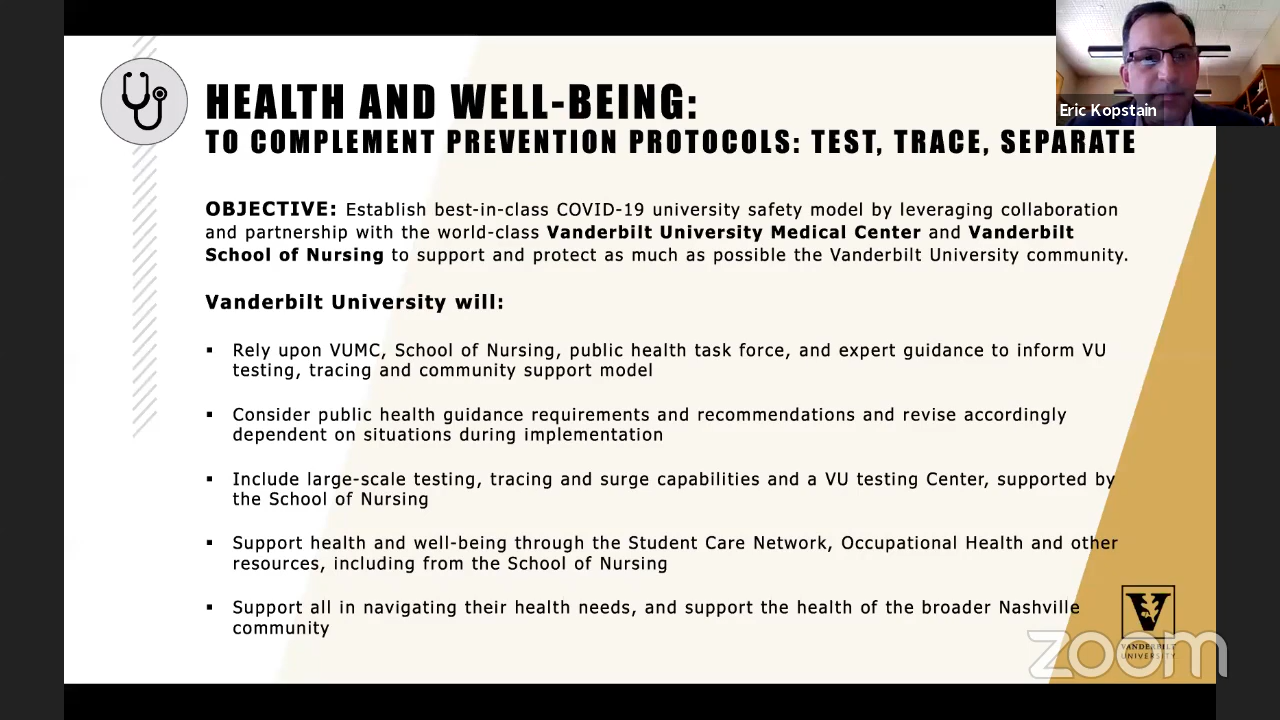 HEALTH AND WELL-BEING:
TO COMPLEMENT PREVENTION PROTOCOLS: TEST, TRACE, SEPARATE
Eric Kopstain
OBJECTIVE: Establish best-in-class COVID-19 university safety model by leveraging collaboration
and partnership with the world-class Vanderbilt University Medical Center and Vanderbilt
School of Nursing to support and protect as much as possible the Vanderbilt University community.
Vanderbilt University will:
▪ Rely upon VUMC, School of Nursing, public health task force, and expert guidance to inform VU
testing, tracing and community support model
▪ Consider public health guidance requirements and recommendations and revise accordingly
dependent on situations during implementation
▪ Include large-scale testing, tracing and surge capabilities and a VU testing Center, supported by
the School of Nursing
▪ Support health and well-being through the Student Care Network, Occupational Health and other
resources, including from the School of Nursing
▪ Support all in navigating their health needs, and support the health of the broader Nashville
community
V
VANDERBILT
UNIVERSITY
zoom